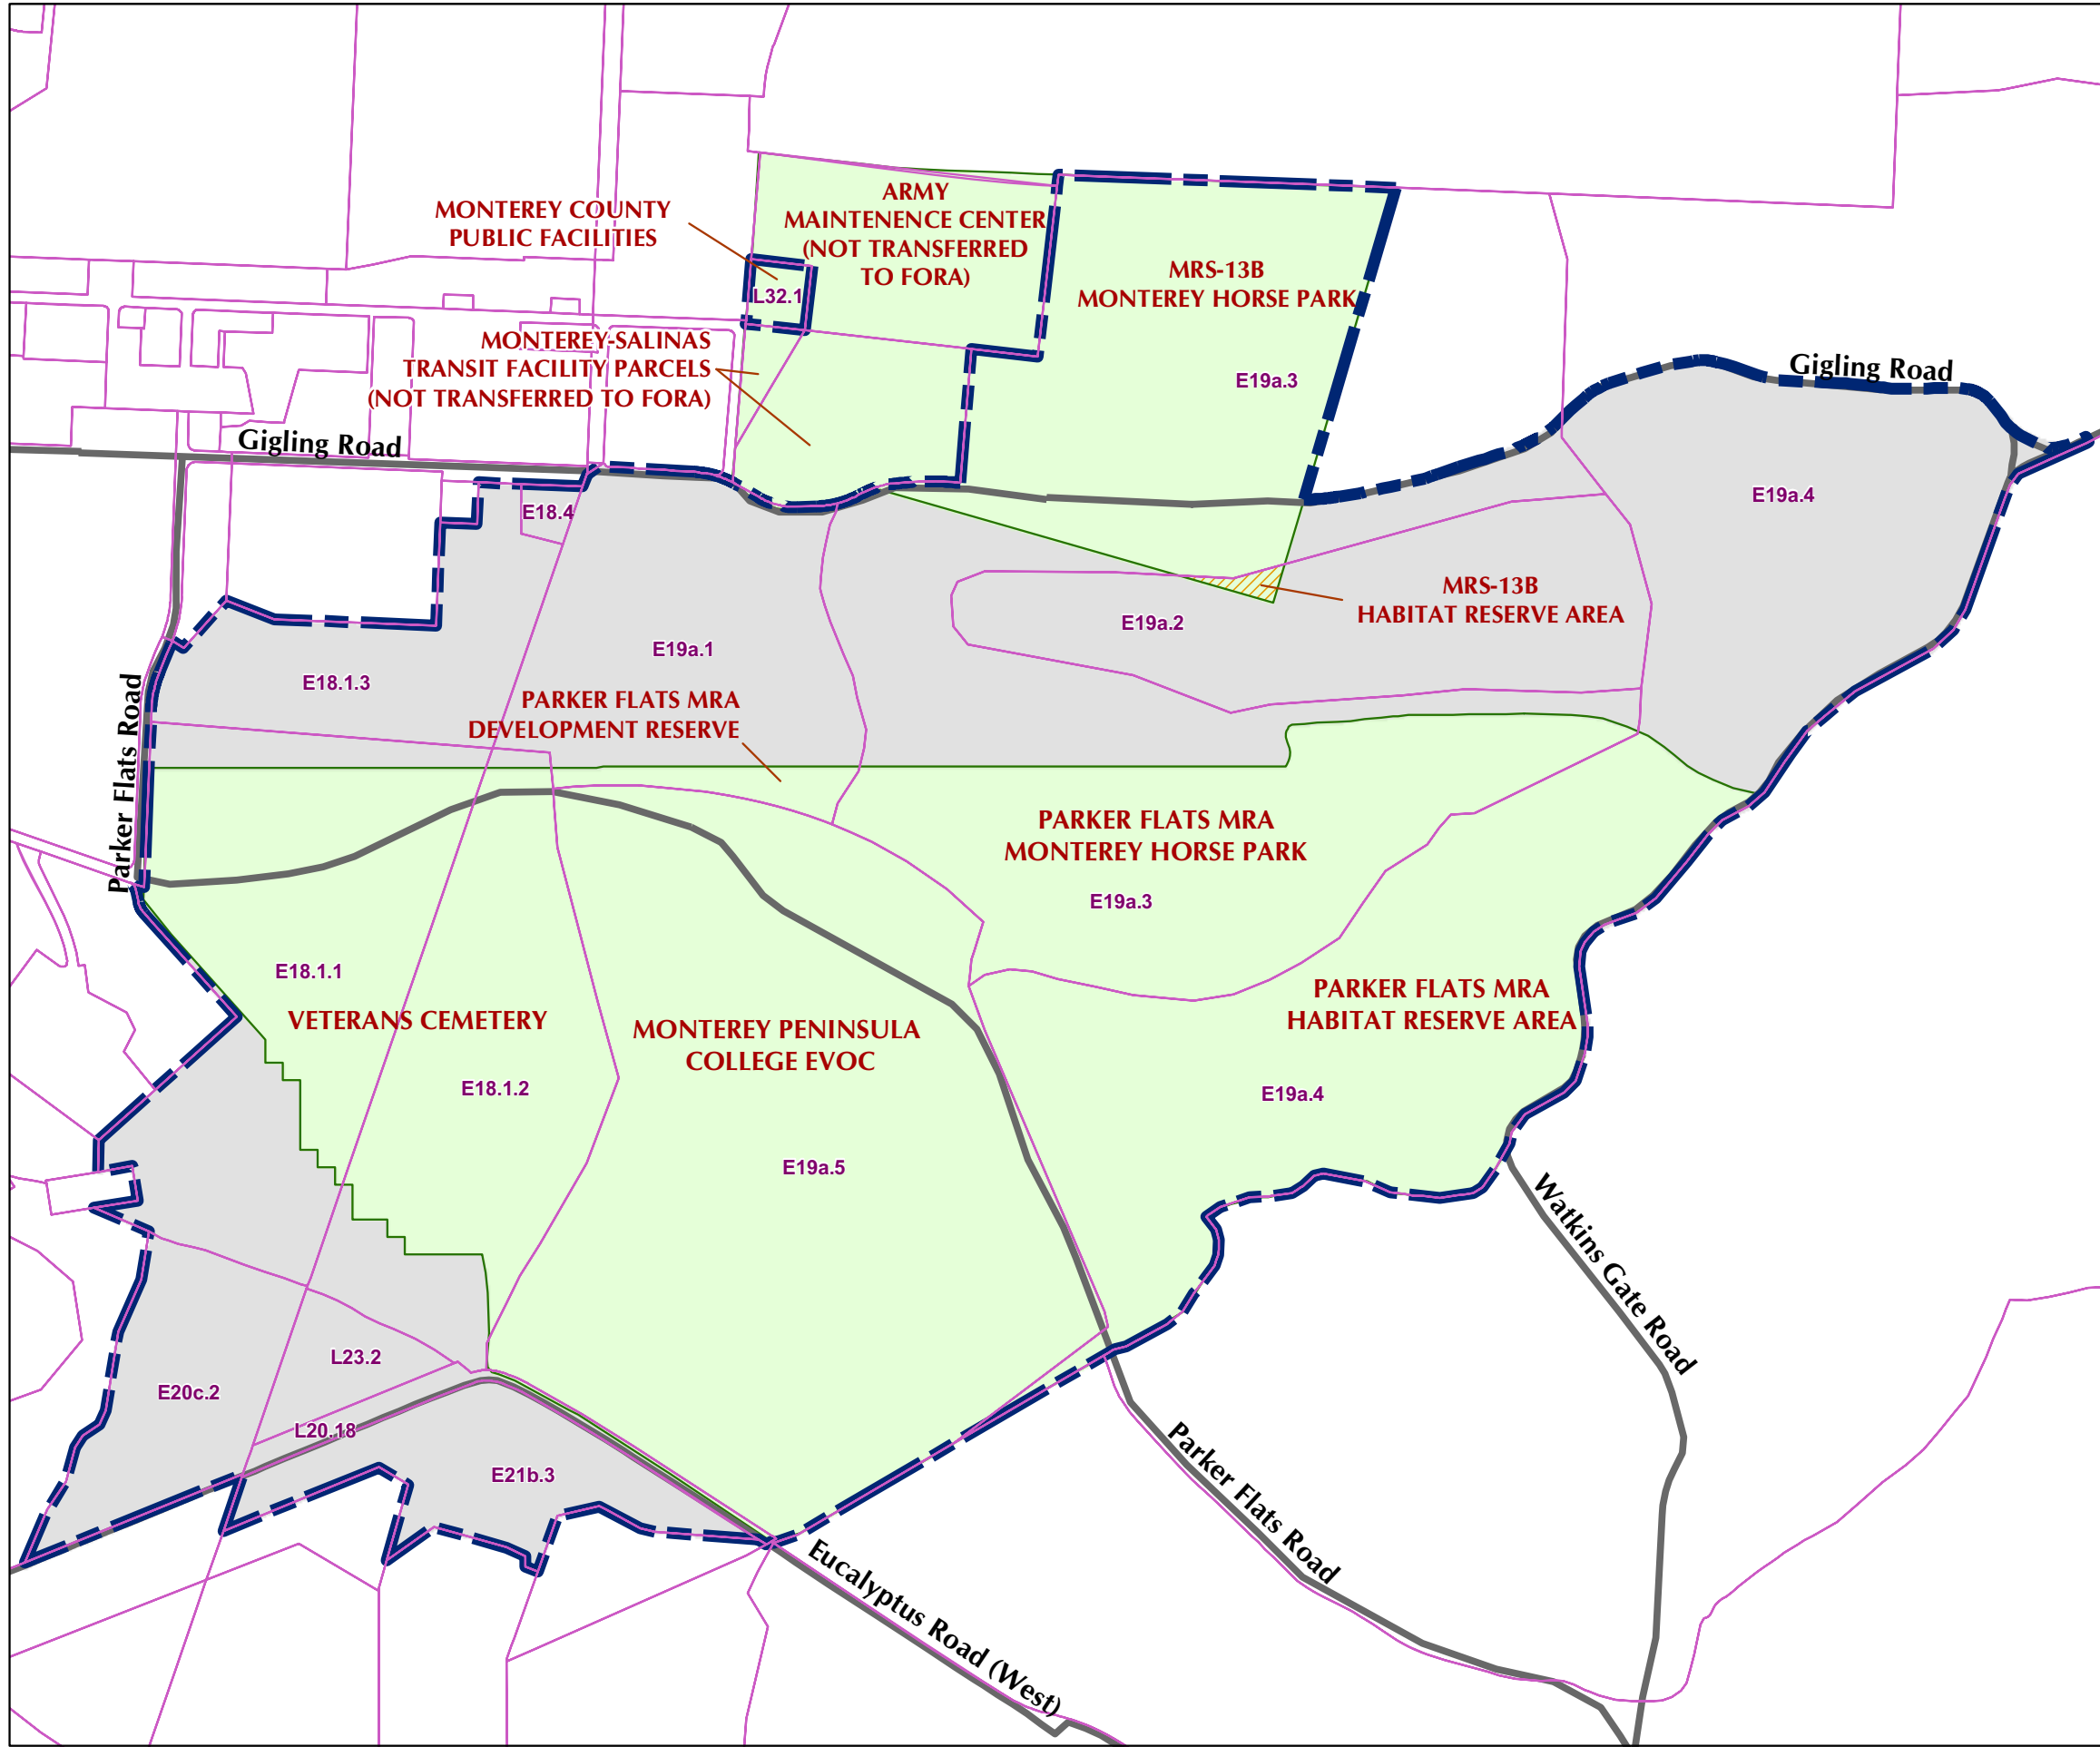 MONTEREY COUNTY
PUBLIC FACILITIES
ARMY
MAINTENENCE CENTER
(NOT TRANSFERRED
TO FORA)
MRS-13B
MONTEREY HORSE PARK
L32.1
MONTEREY-SALINAS
TRANSIT FACILITY PARCELS
(NOT TRANSFERRED TO FORA)
E19a.3
Gigling Road
Gigling Road
E18.4
E19a.4
MRS-13B
HABITAT RESERVE AREA
E19a.2
E19a.1
E18.1.3
PARKER FLATS MRA
DEVELOPMENT RESERVE
Parker Flats Road
PARKER FLATS MRA
MONTEREY HORSE PARK
E19a.3
E18.1.1
VETERANS CEMETERY
MONTEREY PENINSULA
COLLEGE EVOC
PARKER FLATS MRA
HABITAT RESERVE AREA
E18.1.2
E19a.4
E19a.5
Watkins Gate Road
L23.2
E20c.2
L20.18
E21b.3
Parker Flats Road
Eucalyptus Road (West)